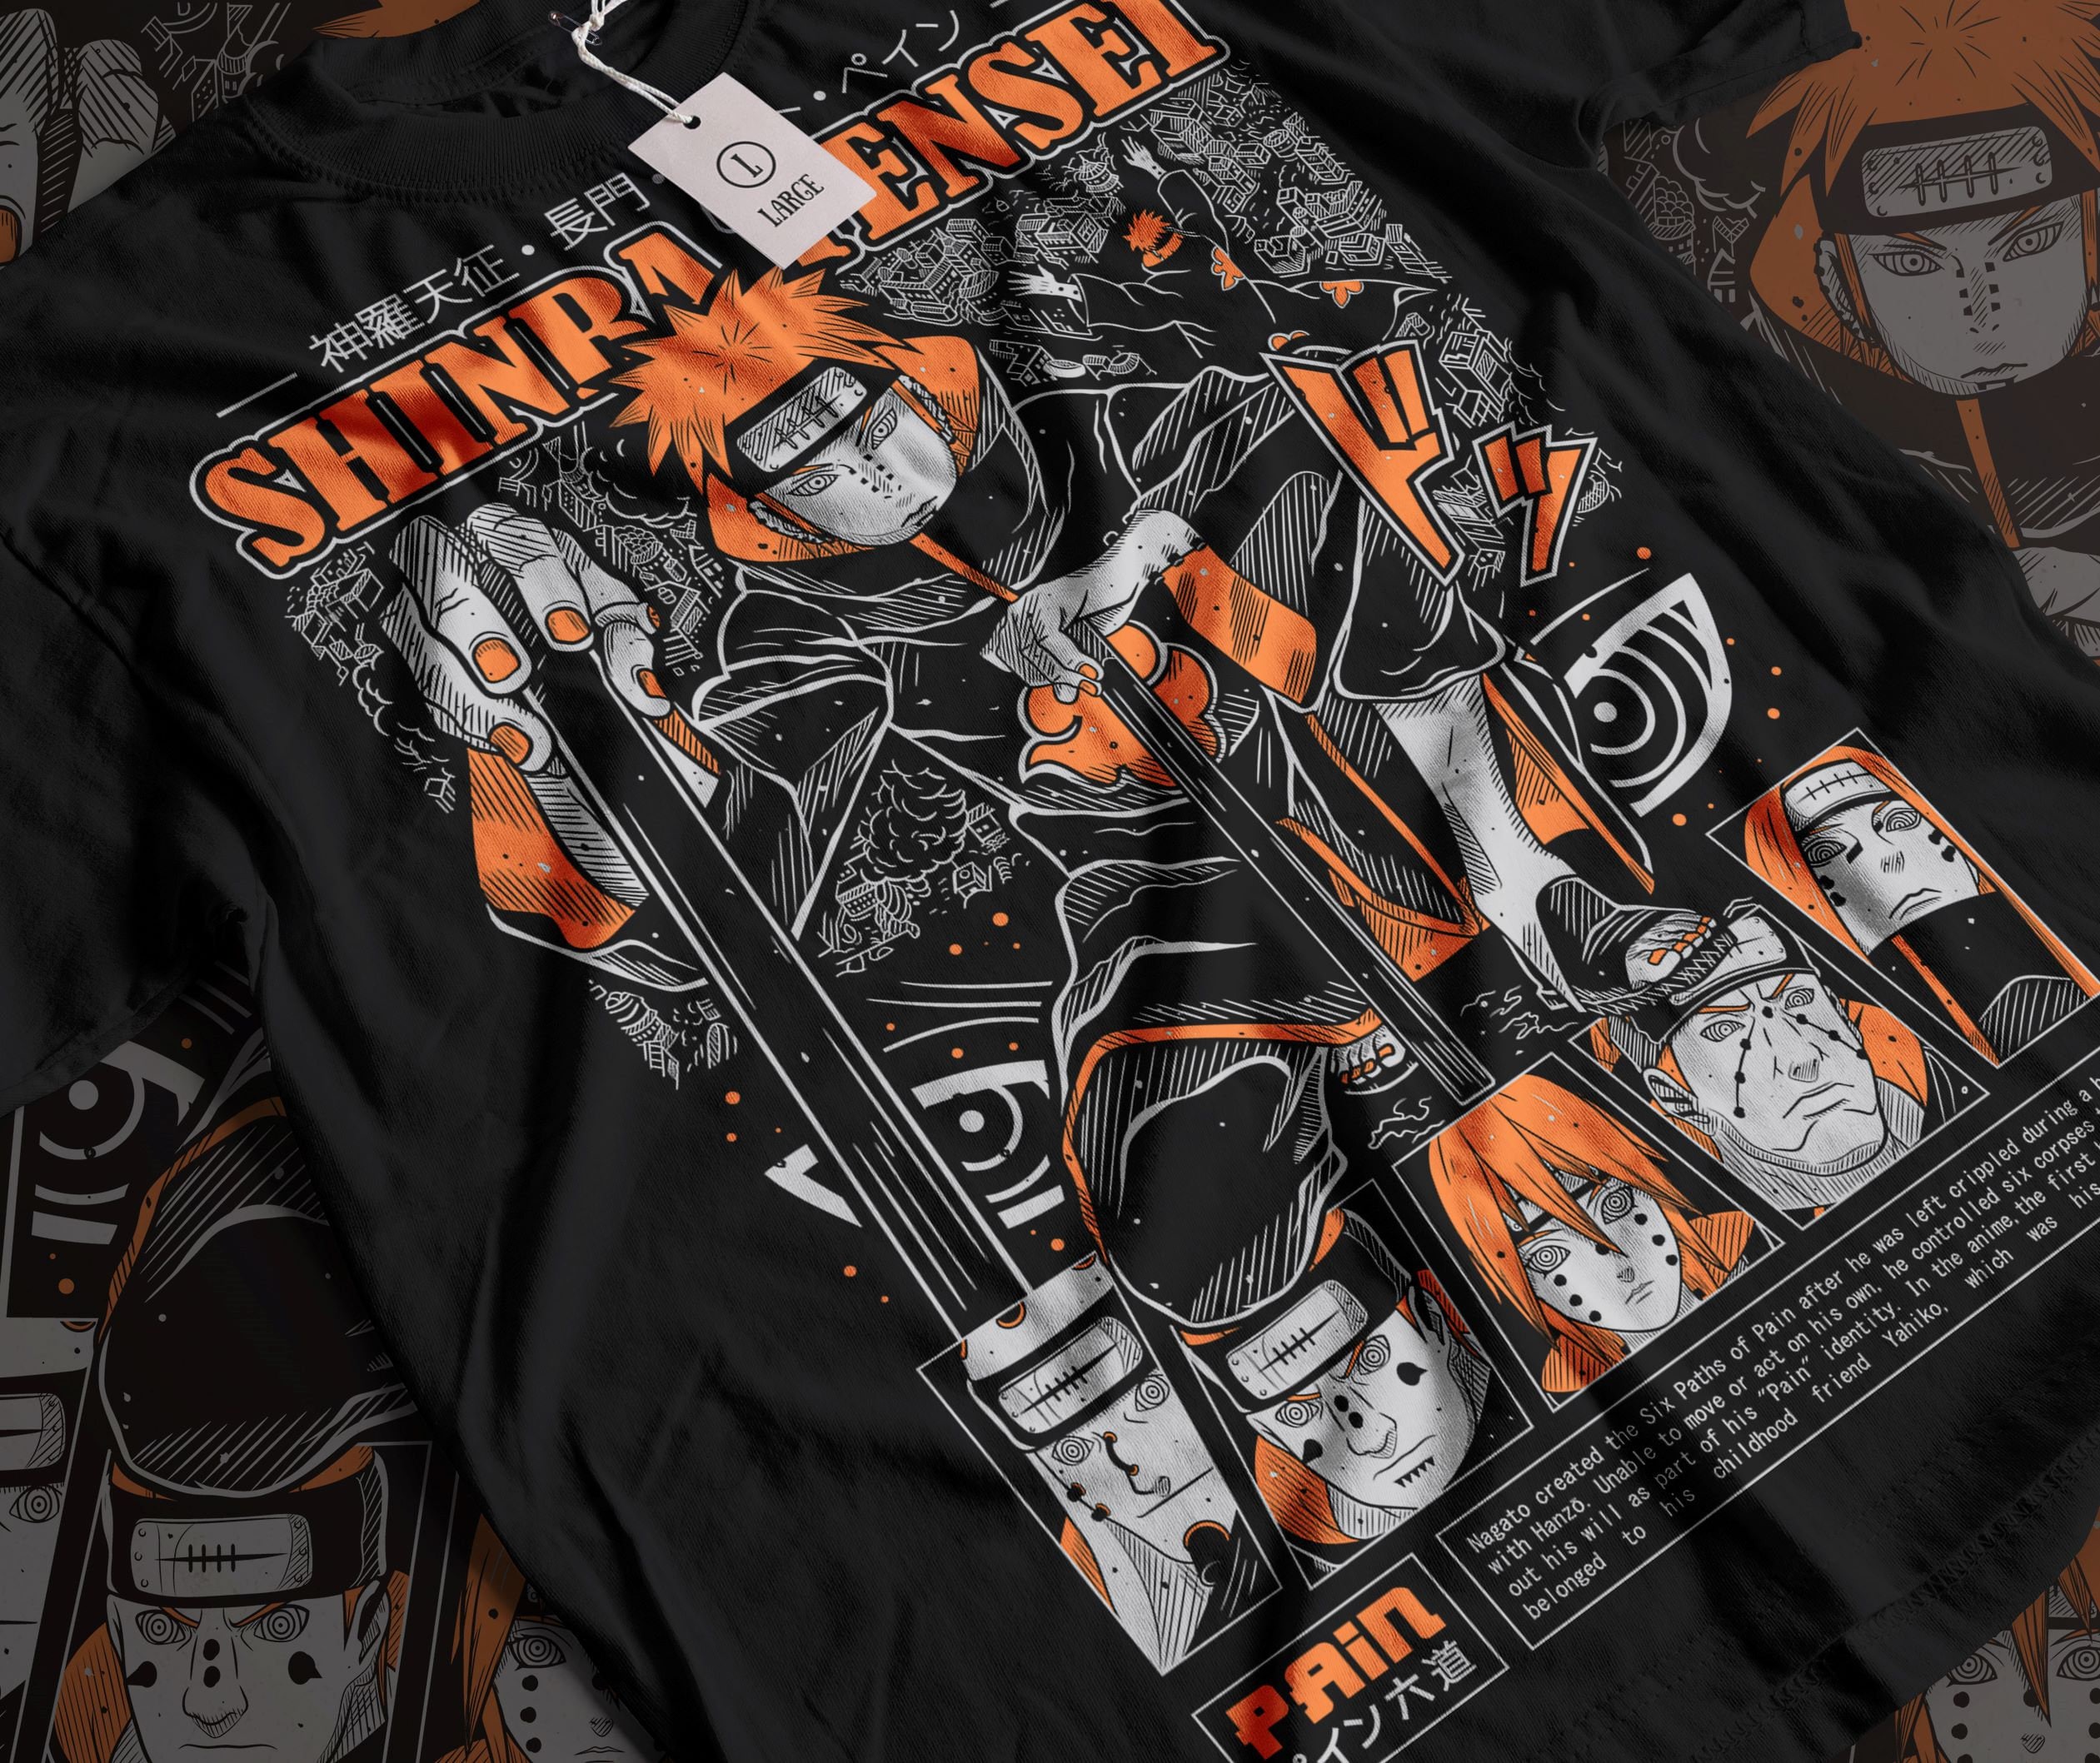 神羅天征・長門・ペイン
SHINRA TENSEI
L
LARGE
ドッ
Nagato created the Six Paths of Pain after he was left crippled during a
with Hanzō. Unable to move or act on his own, he controlled six corpses
out his will as part of his "Pain" identity. In the anime, the first
belonged to his childhood friend Yahiko, which was his
PAiN
ペイン六道